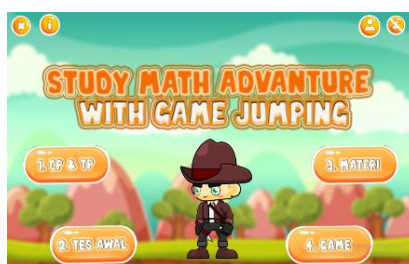 STUDY MATH ADVANTURE
WITH GAME JUMPING
1. CP & TP
3. MATERI
2. TES AWAL
4. GAME